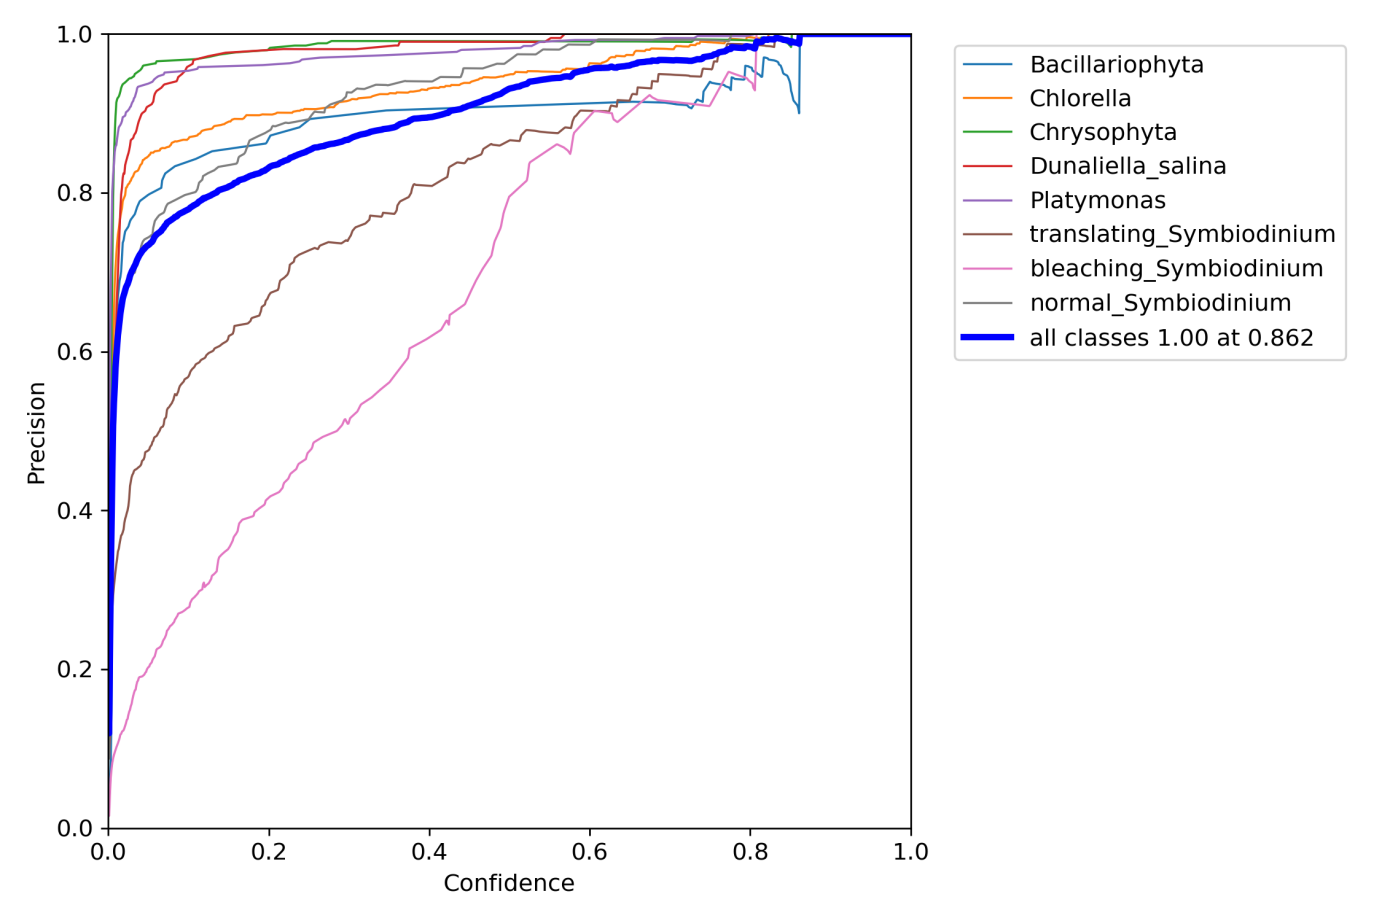 1.0
0.8
0.6
0.4
0.2
0.0
Precision
0.0 0.2 0.4 0.6 0.8 1.0
Confidence
Bacillariophyta
Chlorella
Chrysophyta
Dunaliella_salina
Platymonas
translating_Symbiodinium
bleaching_Symbiodinium
normal_Symbiodinium
all classes 1.00 at 0.862